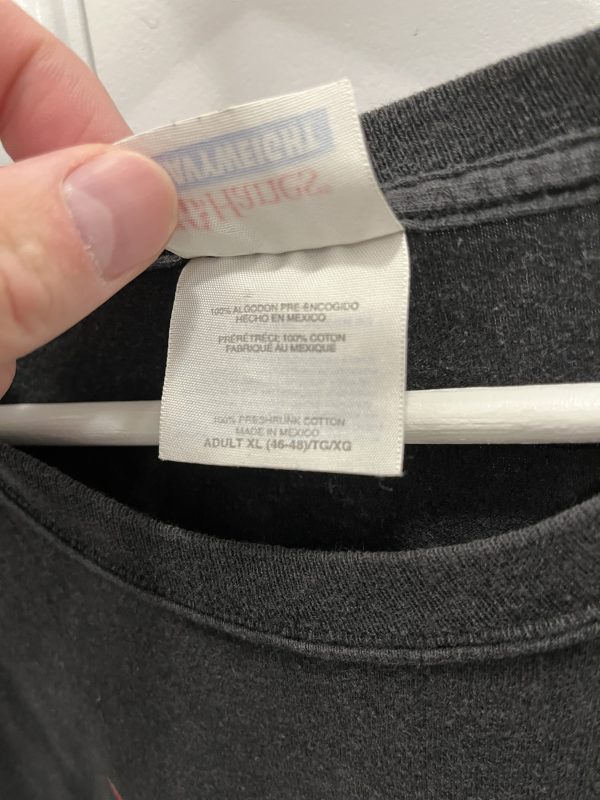 Hanes
100% ALGODON PRE-ENCOGIDO
HECHO EN MEXICO
PRÉRÉTRÉCI; 100% COTON
FABRIQUÉ AU MEXIQUE
100% PRESHRUNK COTTON
MADE IN MEXICO
ADULT XL (46-48)/TG/XG